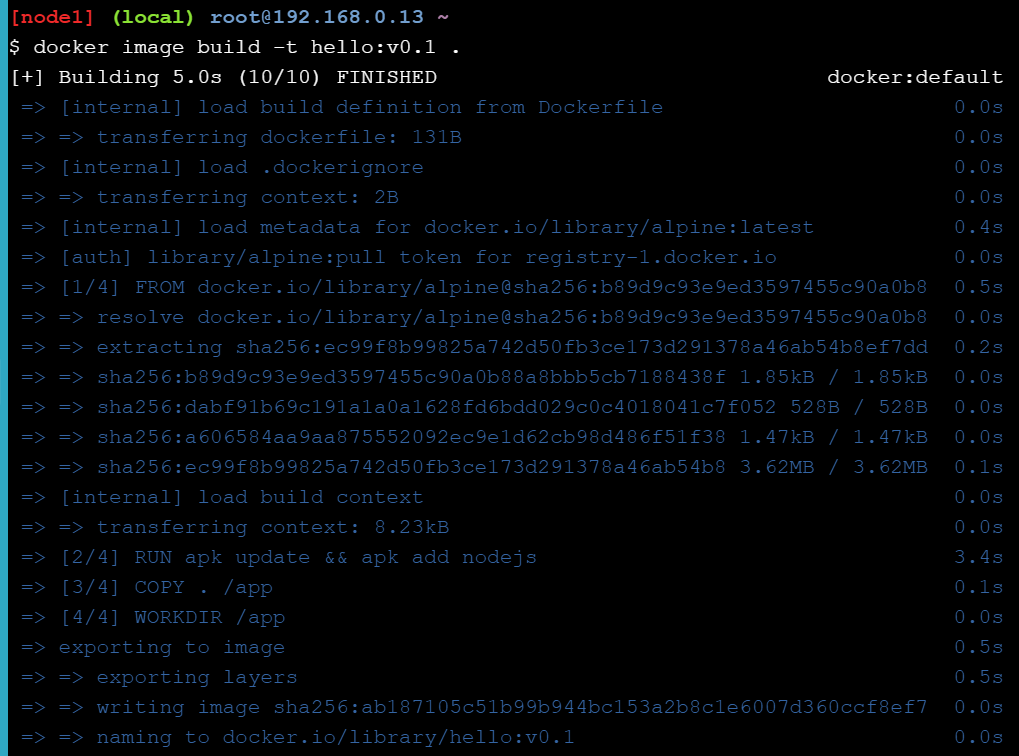 [node1] (local) root@192.168.0.13 ~
$ docker image build -t hello:v0.1 .
[+] Building 5.0s (10/10) FINISHED docker:default
=> [internal] load build definition from Dockerfile 0.0s
=> => transferring dockerfile: 131B 0.0s
=> [internal] load .dockerignore 0.0s
=> => transferring context: 2B 0.0s
=> [internal] load metadata for docker.io/library/alpine:latest 0.4s
=> [auth] library/alpine:pull token for registry-1.docker.io 0.0s
=> [1/4] FROM docker.io/library/alpine@sha256:b89d9c93e9ed3597455c90a0b8 0.5s
=> => resolve docker.io/library/alpine@sha256:b89d9c93e9ed3597455c90a0b8 0.0s
=> => extracting sha256:ec99f8b99825a742d50fb3ce173d291378a46ab54b8ef7dd 0.2s
=> => sha256:b89d9c93e9ed3597455c90a0b88a8bbb5cb7188438f 1.85kB / 1.85kB 0.0s
=> => sha256:dabf91b69c191a1a0a1628fd6bdd029c0c4018041c7f052 528B / 528B 0.0s
=> => sha256:a606584aa9aa875552092ec9e1d62cb98d486f51f38 1.47kB / 1.47kB 0.0s
=> => sha256:ec99f8b99825a742d50fb3ce173d291378a46ab54b8 3.62MB / 3.62MB 0.1s
=> [internal] load build context 0.0s
=> => transferring context: 8.23kB 0.0s
=> [2/4] RUN apk update && apk add nodejs 3.4s
=> [3/4] COPY . /app 0.1s
=> [4/4] WORKDIR /app 0.0s
=> exporting to image 0.5s
=> => exporting layers 0.5s
=> => writing image sha256:ab187105c51b99b944bc153a2b8c1e6007d360ccf8ef7 0.0s
=> => naming to docker.io/library/hello:v0.1 0.0s